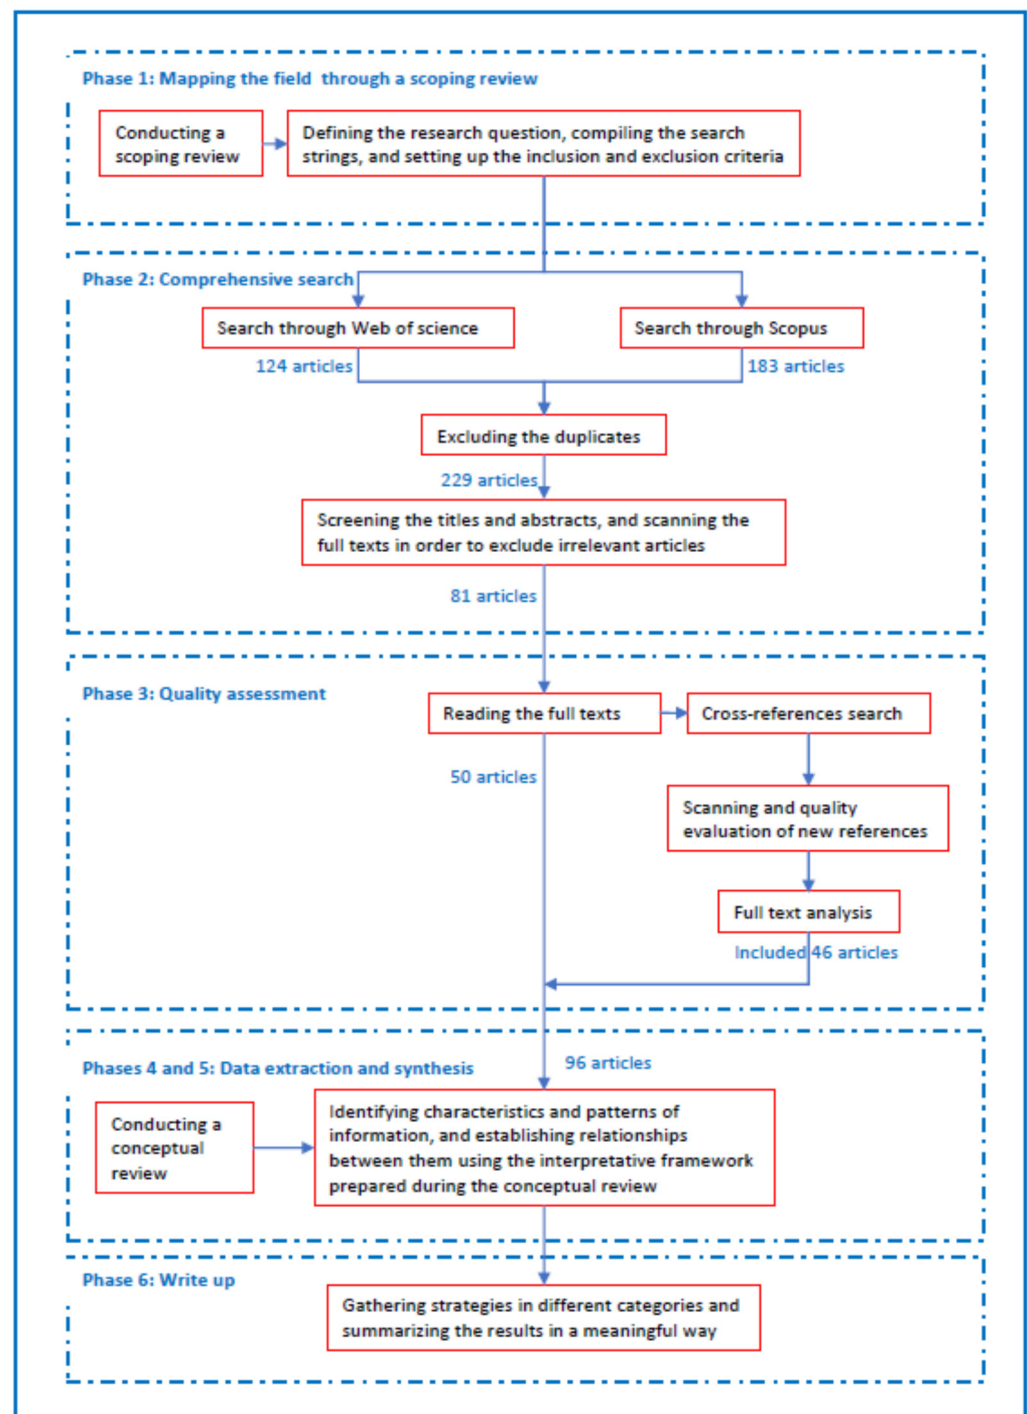 Phase 1: Mapping the field through a scoping review
Conducting a
scoping review
Defining the research question, compiling the search
strings, and setting up the inclusion and exclusion criteria
Phase 2: Comprehensive search
Search through Web of science
Search through Scopus
124 articles
183 articles
Excluding the duplicates
229 articles
Screening the titles and abstracts, and scanning the
full texts in order to exclude irrelevant articles
81 articles
Phase 3: Quality assessment
Reading the full texts
Cross-references search
50 articles
Scanning and quality
evaluation of new references
Full text analysis
Included 46 articles
96 articles
Phases 4 and 5: Data extraction and synthesis
Conducting a
conceptual
review
Identifying characteristics and patterns of
information, and establishing relationships
between them using the interpretative framework
prepared during the conceptual review
Phase 6: Write up
Gathering strategies in different categories and
summarizing the results in a meaningful way